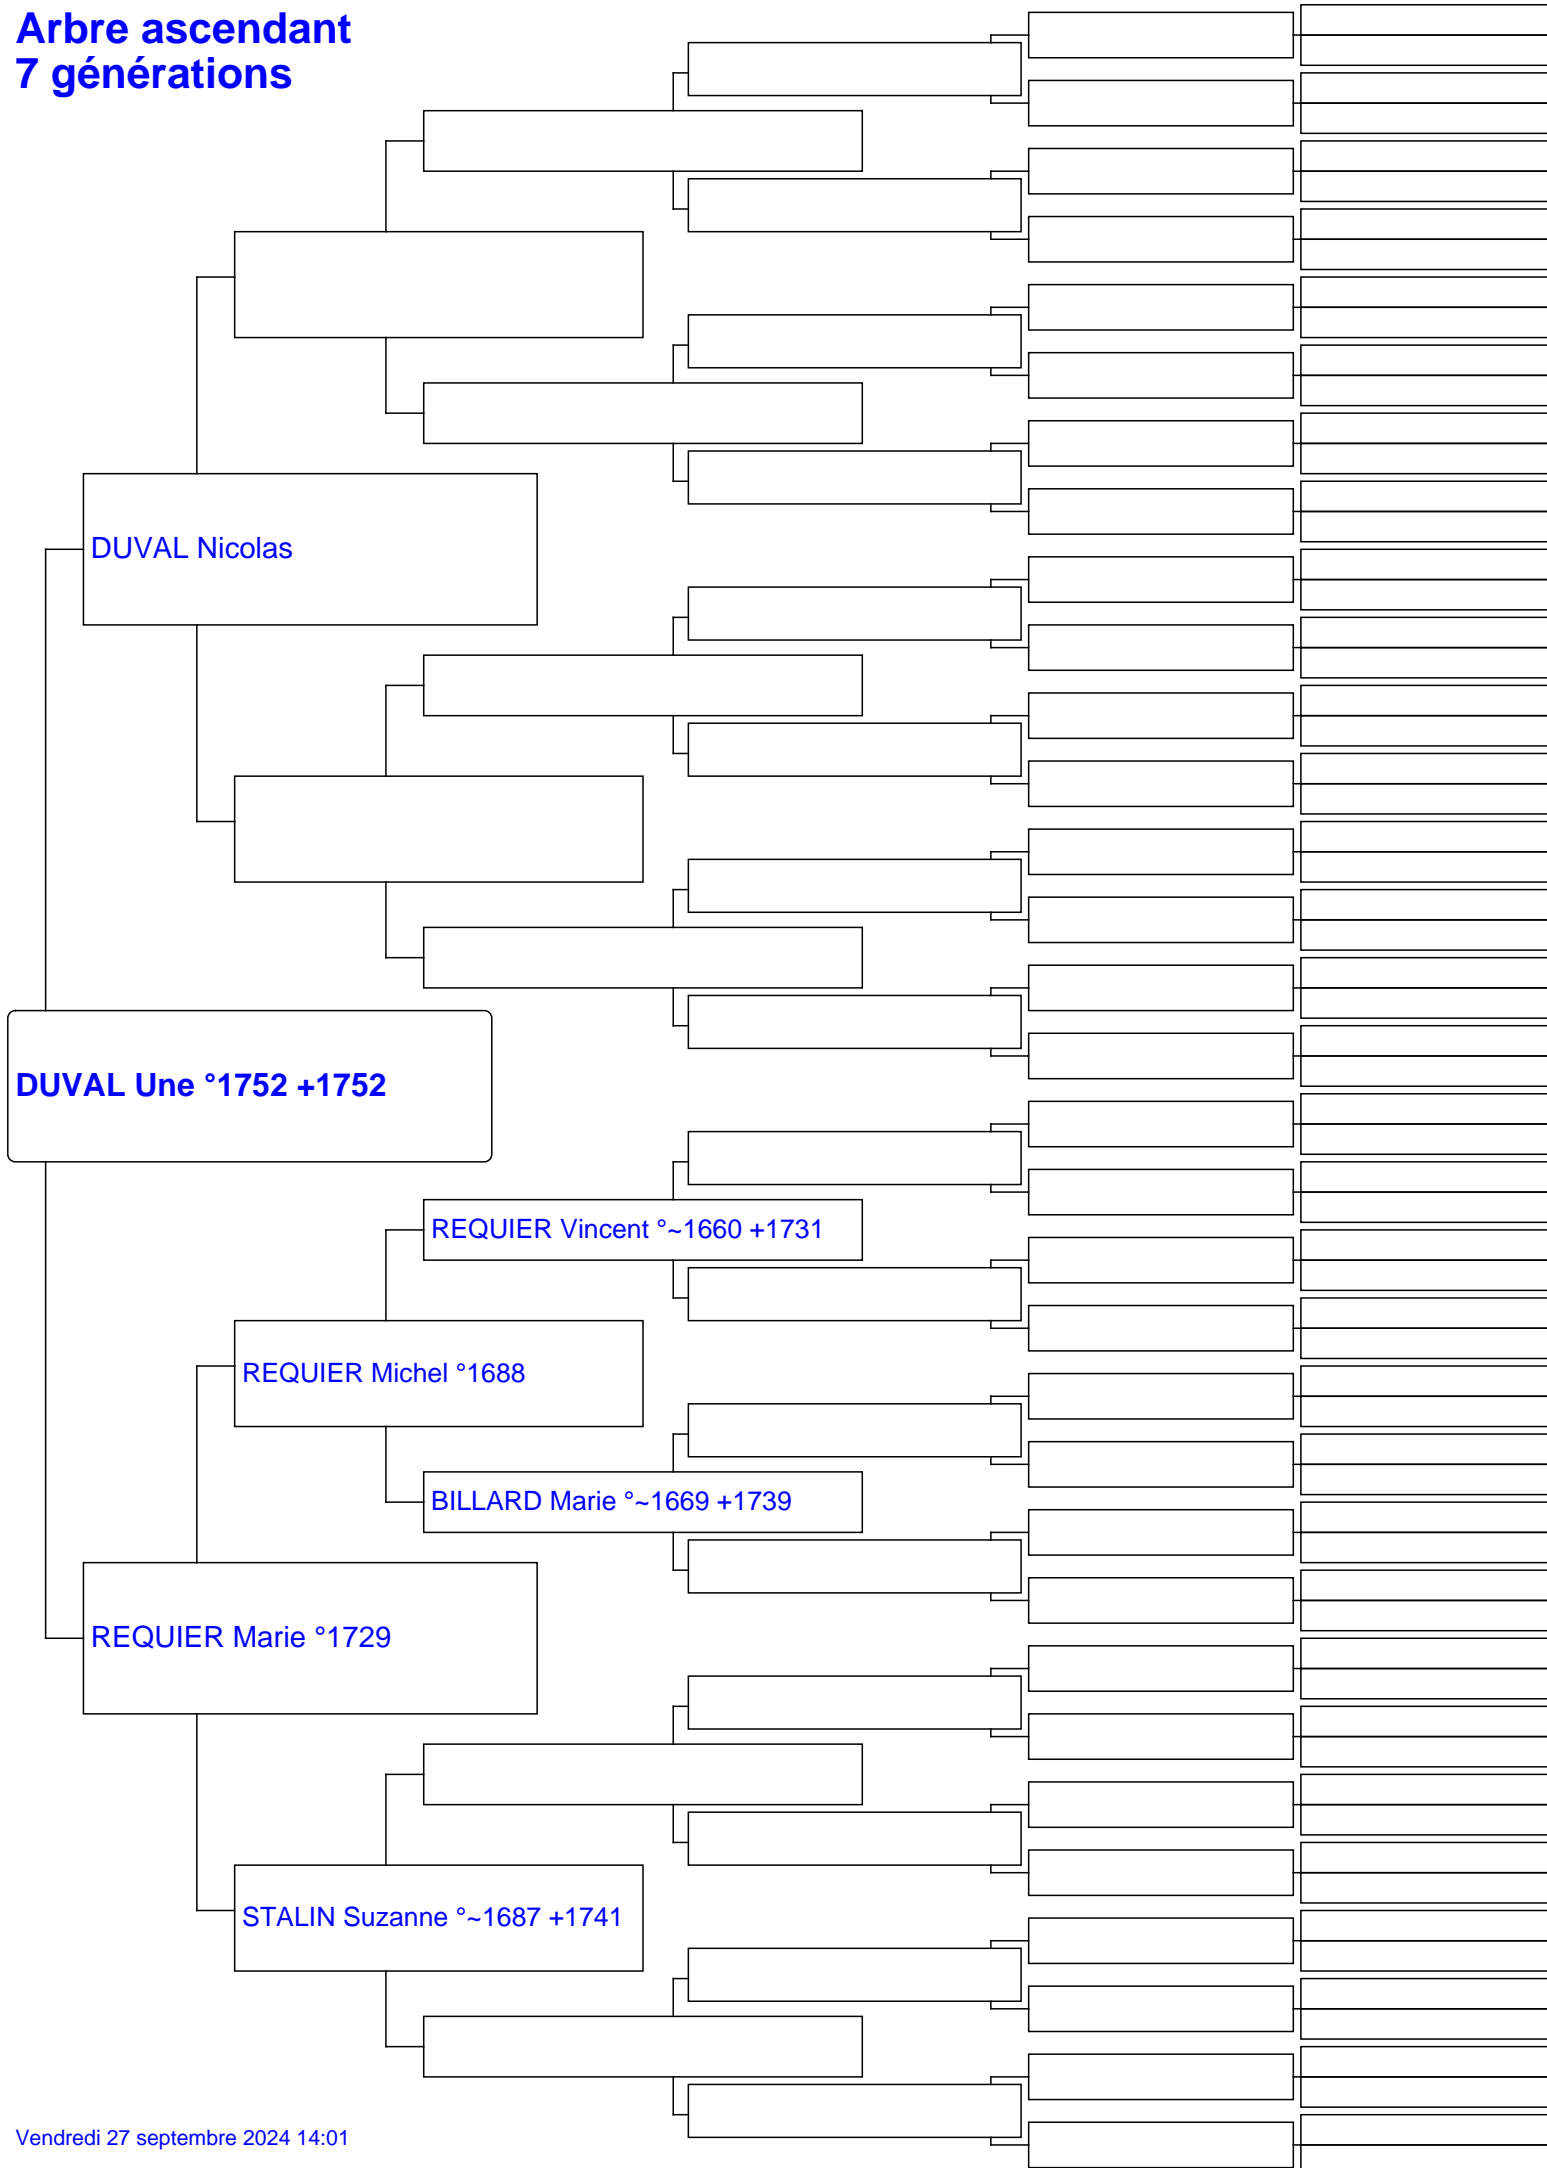 Arbre ascendant
7 générations
DUVAL Nicolas
DUVAL Une °1752 +1752
REQUIER Vincent °~1660 +1731
REQUIER Michel °1688
BILLARD Marie °~1669 +1739
REQUIER Marie °1729
STALIN Suzanne °~1687 +1741
Vendredi 27 septembre 2024 14:01